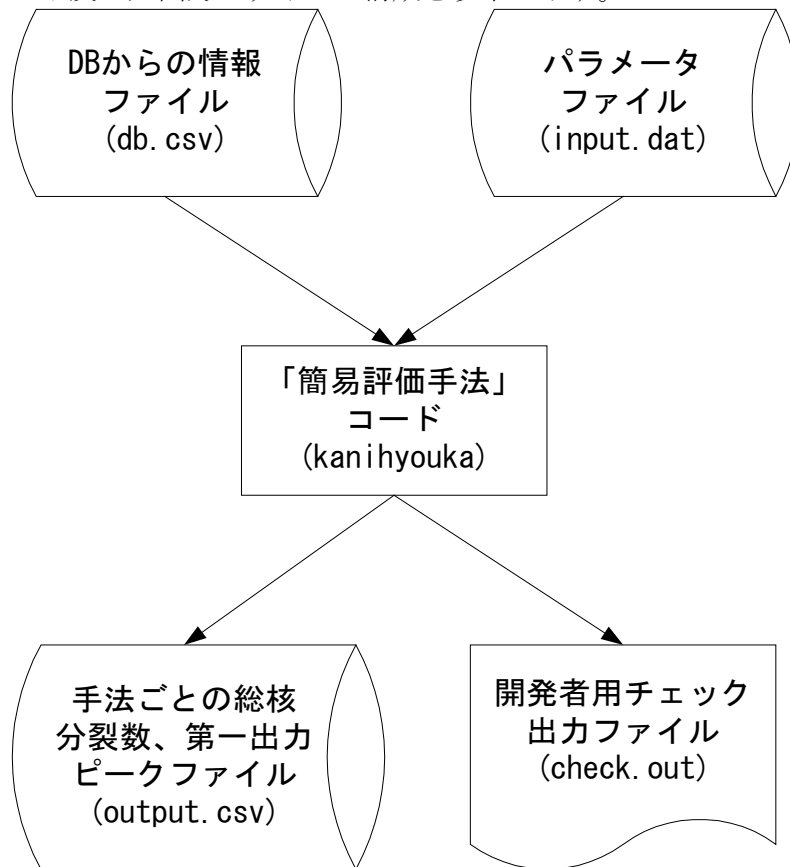 DBからの情報
ファイル
(db.csv)
パラメータ
ファイル
(input.dat)
「簡易評価手法」
コード
(kanihyouka)
手法ごとの総核
分裂数、第一出力
ピークファイル
(output.csv)
開発者用チェック
出力ファイル
(check.out)